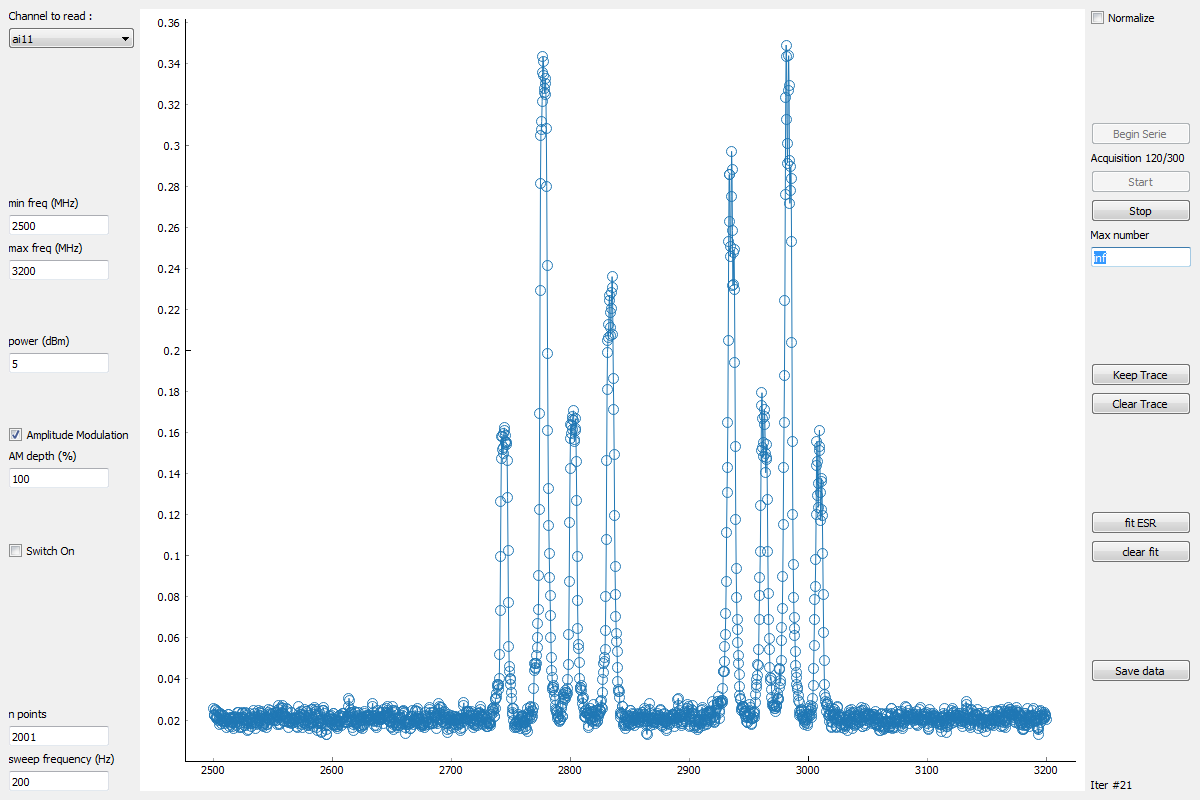 Channel to read :
ai11
min freq (MHz)
2500
max freq (MHz)
3200
power (dBm)
5
Amplitude Modulation
AM depth (%)
100
Switch On
n points
2001
sweep frequency (Hz)
200
0.36
0.34
0.32
0.3
0.28
0.26
0.24
0.22
0.2
0.18
0.16
0.14
0.12
0.1
0.08
0.06
0.04
0.02
2500 2600 2700 2800 2900 3000 3100 3200
Normalize
Begin Serie
Acquisition 120/300
Start
Stop
Max number
inf
Keep Trace
Clear Trace
fit ESR
clear fit
Save data
Iter #21